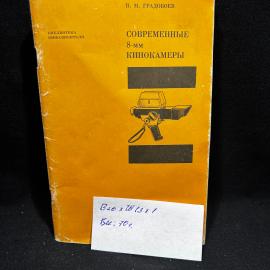 В. М. ГРАДОБОЕВ
БИБЛИОТЕКА
КИНОЛЮБИТЕЛЯ
СОВРЕМЕННЫЕ
8-мм
КИНОКАМЕРЫ